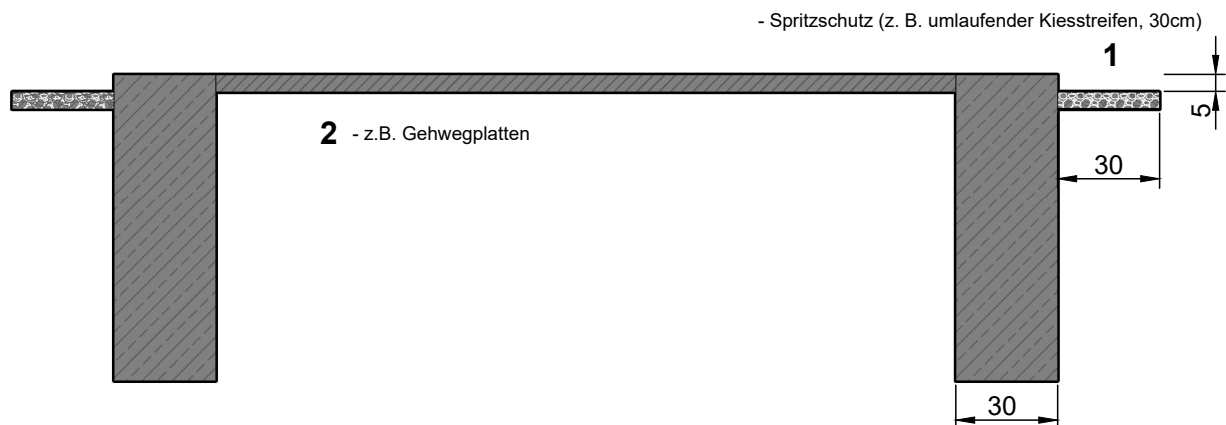 - Spritzschutz (z. B. umlaufender Kiesstreifen, 30cm)
1
5
2 - z.B. Gehwegplatten
30
30